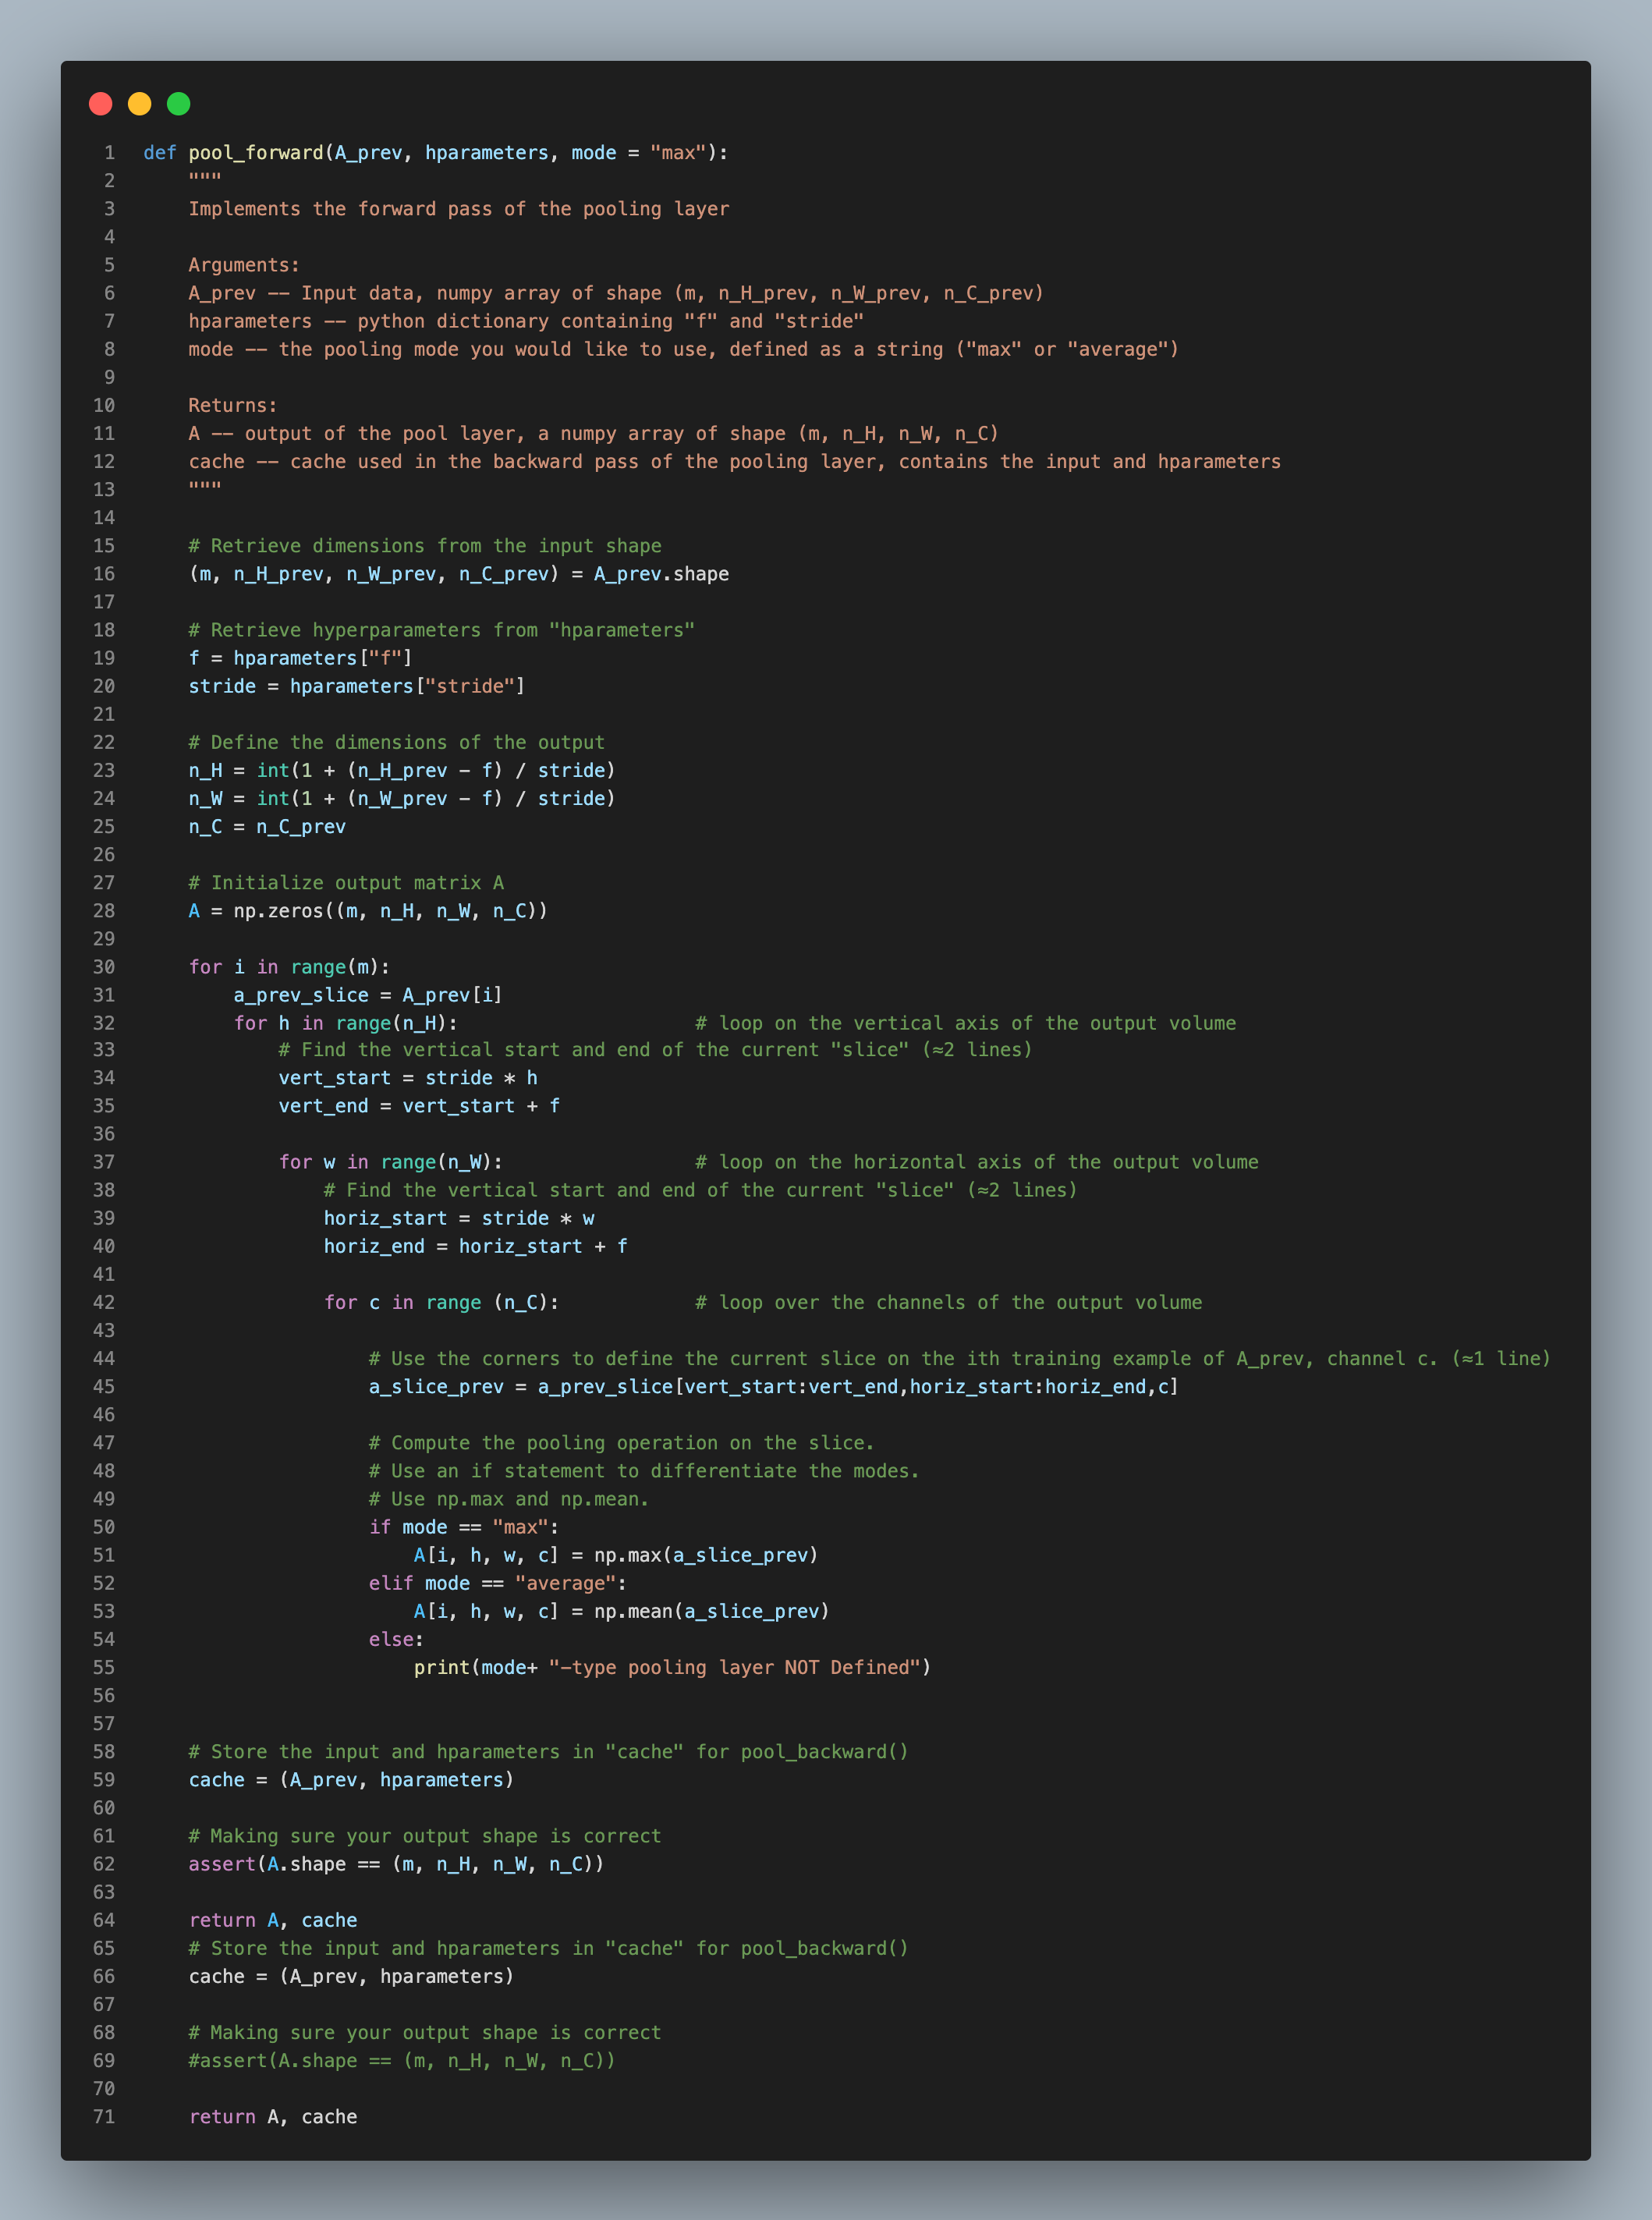 1 def pool_forward(A_prev, hparameters, mode = "max"):
2     """
3     Implements the forward pass of the pooling layer
4
5     Arguments:
6     A_prev -- Input data, numpy array of shape (m, n_H_prev, n_W_prev, n_C_prev)
7     hparameters -- python dictionary containing "f" and "stride"
8     mode -- the pooling mode you would like to use, defined as a string ("max" or "average")
9
10     Returns:
11     A -- output of the pool layer, a numpy array of shape (m, n_H, n_W, n_C)
12     cache -- cache used in the backward pass of the pooling layer, contains the input and hparameters
13     """
14
15     # Retrieve dimensions from the input shape
16     (m, n_H_prev, n_W_prev, n_C_prev) = A_prev.shape
17
18     # Retrieve hyperparameters from "hparameters"
19     f = hparameters["f"]
20     stride = hparameters["stride"]
21
22     # Define the dimensions of the output
23     n_H = int(1 + (n_H_prev - f) / stride)
24     n_W = int(1 + (n_W_prev - f) / stride)
25     n_C = n_C_prev
26
27     # Initialize output matrix A
28     A = np.zeros((m, n_H, n_W, n_C))
29
30     for i in range(m):
31         a_prev_slice = A_prev[i]
32         for h in range(n_H):                     # loop on the vertical axis of the output volume
33             # Find the vertical start and end of the current "slice" (≈2 lines)
34             vert_start = stride * h
35             vert_end = vert_start + f
36
37             for w in range(n_W):                 # loop on the horizontal axis of the output volume
38                 # Find the vertical start and end of the current "slice" (≈2 lines)
39                 horiz_start = stride * w
40                 horiz_end = horiz_start + f
41
42                 for c in range (n_C):            # loop over the channels of the output volume
43
44                     # Use the corners to define the current slice on the ith training example of A_prev, channel c. (≈1 line)
45                     a_slice_prev = a_prev_slice[vert_start:vert_end,horiz_start:horiz_end,c]
46
47                     # Compute the pooling operation on the slice.
48                     # Use an if statement to differentiate the modes.
49                     # Use np.max and np.mean.
50                     if mode == "max":
51                         A[i, h, w, c] = np.max(a_slice_prev)
52                     elif mode == "average":
53                         A[i, h, w, c] = np.mean(a_slice_prev)
54                     else:
55                         print(mode+ "-type pooling layer NOT Defined")
56
57
58     # Store the input and hparameters in "cache" for pool_backward()
59     cache = (A_prev, hparameters)
60
61     # Making sure your output shape is correct
62     assert(A.shape == (m, n_H, n_W, n_C))
63
64     return A, cache
65     # Store the input and hparameters in "cache" for pool_backward()
66     cache = (A_prev, hparameters)
67
68     # Making sure your output shape is correct
69     #assert(A.shape == (m, n_H, n_W, n_C))
70
71     return A, cache